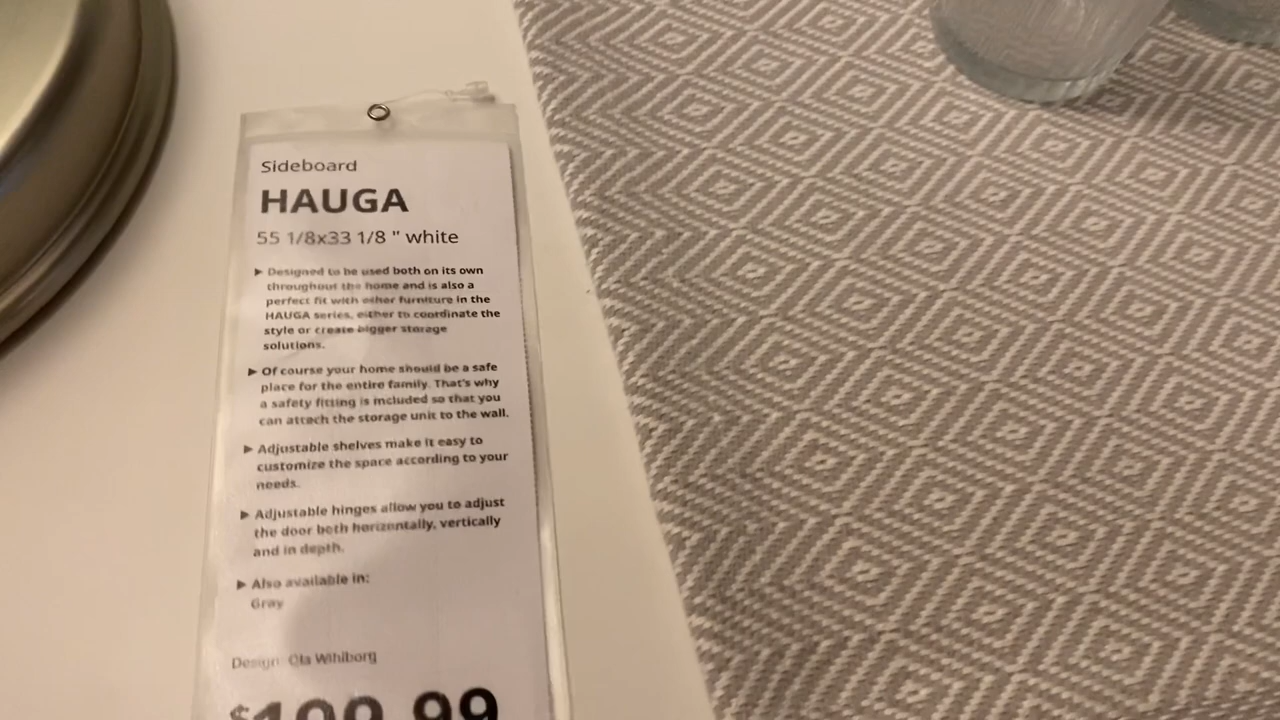 Sideboard
HAUGA
55 1/8x33 1/8 " white
► Designed to be used both on its own
throughout the home and is also a
perfect fit with other furniture in the
HAUGA series, either to coordinate the
style or create bigger storage
solutions.
► Of course your home should be a safe
place for the entire family. That's why
a safety fitting is included so that you
can attach the storage unit to the wall.
► Adjustable shelves make it easy to
customize the space according to your
needs.
► Adjustable hinges allow you to adjust
the door both horizontally, vertically
and in depth.
► Also available in:
Gray
Design: Ola Wihlborg